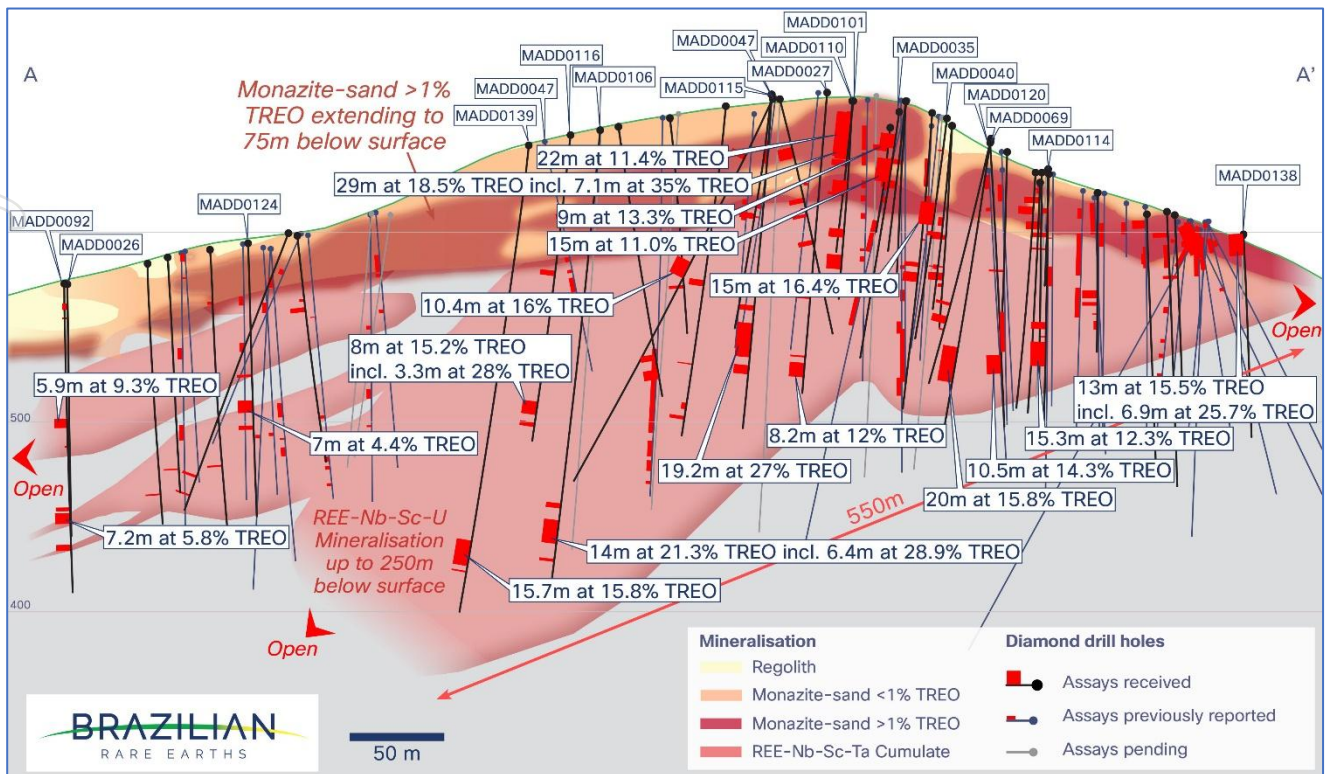 MADD0101
MADD0047
MADD0110
MADD0035
A
MADD0116
MADD0027
MADD0040
A'
MADD0047
MADD0106
MADD0115
MADD0120
Monazite-sand >1%
TREO extending to
75m below surface
MADD0139
MADD0069
MADD0114
22m at 11.4% TREO
29m at 18.5% TREO incl. 7.1m at 35% TREO
MADD0138
MADD0092
MADD0124
9m at 13.3% TREO
MADD0026
15m at 11.0% TREO
15m at 16.4% TREO
10.4m at 16% TREO
Open
8m at 15.2% TREO
incl. 3.3m at 28% TREO
5.9m at 9.3% TREO
13m at 15.5% TREO
incl. 6.9m at 25.7% TREO
500
7m at 4.4% TREO
8.2m at 12% TREO
15.3m at 12.3% TREO
19.2m at 27% TREO
10.5m at 14.3% TREO
Open
20m at 15.8% TREO
550m
REE-Nb-Sc-U
Mineralisation
up to 250m
below surface
7.2m at 5.8% TREO
14m at 21.3% TREO incl. 6.4m at 28.9% TREO
15.7m at 15.8% TREO
400
Open
Mineralisation
Regolith
Monazite-sand <1% TREO
Monazite-sand >1% TREO
REE-Nb-Sc-Ta Cumulate
Diamond drill holes
Assays received
Assays previously reported
Assays pending
BRAZILIAN
RARE EARTHS
50 m